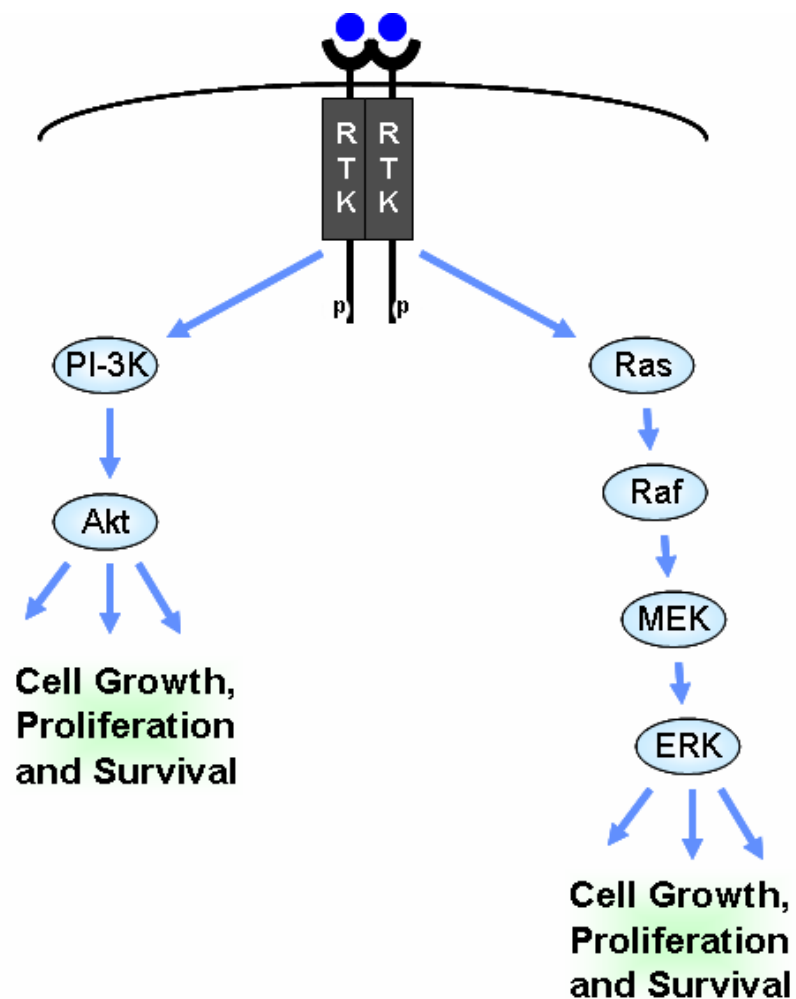 R R
T T
K K
p p
PI-3K
Ras
Akt
Raf
MEK
Cell Growth,
Proliferation
and Survival
ERK
Cell Growth,
Proliferation
and Survival